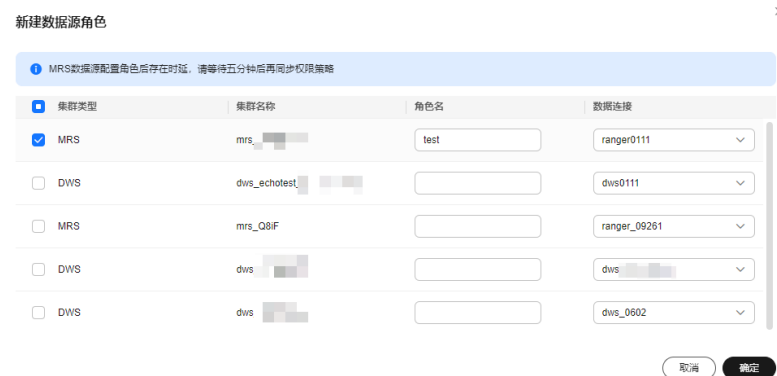 新建数据源角色
MRS数据源配置角色后存在时延，请等待五分钟后再同步权限策略
集群类型 集群名称 角色名 数据连接
MRS mrs_ test ranger0111
DWS dws_echotest_ dws0111
MRS mrs_Q8iF ranger_09261
DWS dws dws
DWS dws dws_0602
取消 确定